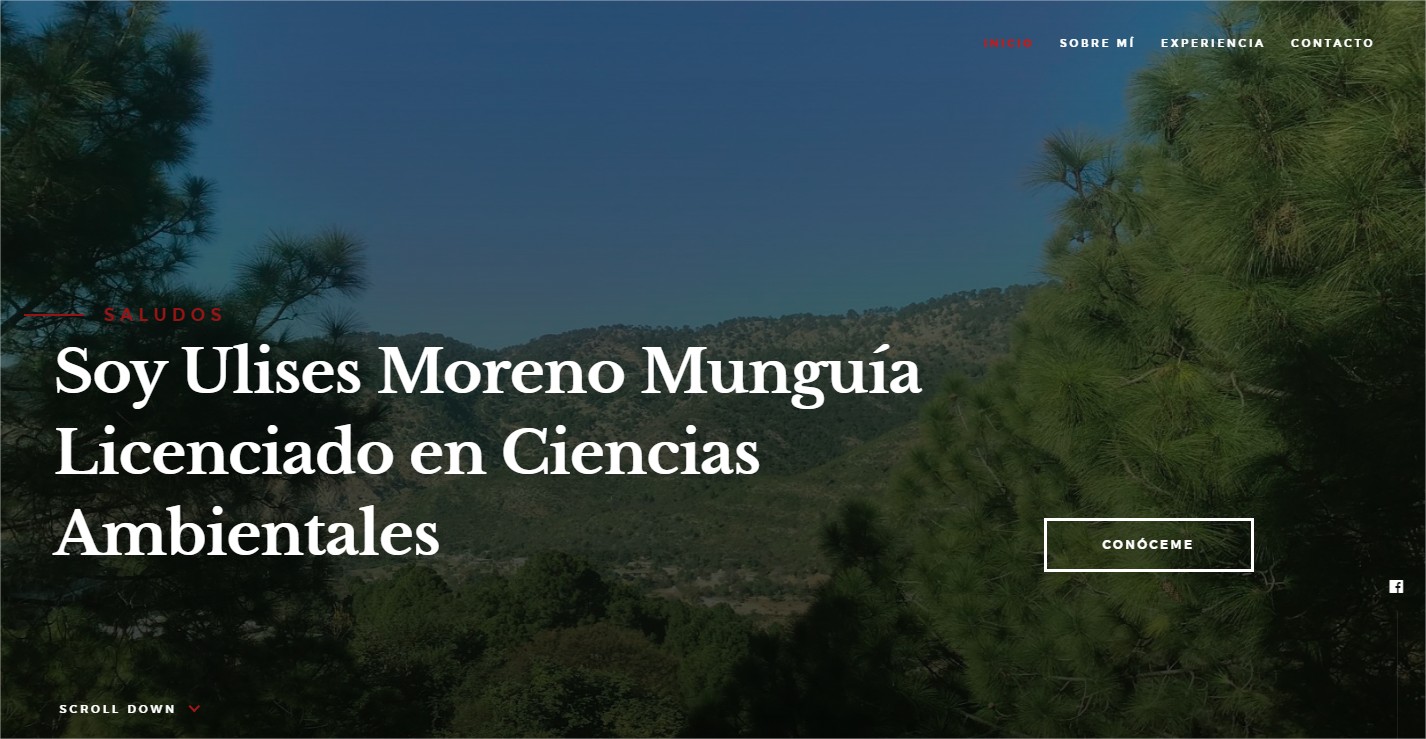 INICIO SOBRE MÍ EXPERIENCIA CONTACTO
SALUDOS
Soy Ulises Moreno Munguía
Licenciado en Ciencias
Ambientales
CONÓCEME
SCROLL DOWN